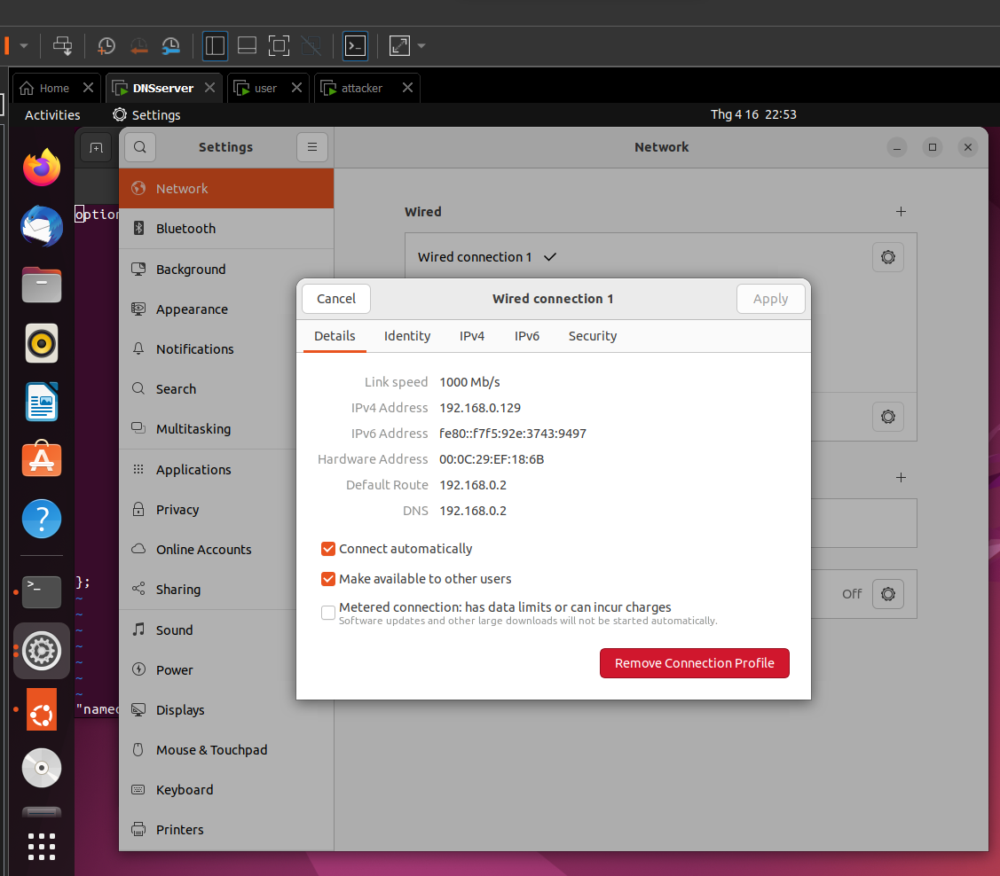 Home
DNSserver
user
attacker
Activities
Settings
Thg 4 16 22:53
Settings
Network
option
};
~
~
~
~
~
~
~
"named
Network
Bluetooth
Background
Appearance
Notifications
Search
Multitasking
Applications
Privacy
Online Accounts
Sharing
Sound
Power
Displays
Mouse & Touchpad
Keyboard
Printers
Wired
Wired connection 1
Off
Cancel
Wired connection 1
Apply
Details
Identity
IPv4
IPv6
Security
Link speed 1000 Mb/s
IPv4 Address 192.168.0.129
IPv6 Address fe80::f7f5:92e:3743:9497
Hardware Address 00:0C:29:EF:18:6B
Default Route 192.168.0.2
DNS 192.168.0.2
Connect automatically
Make available to other users
Metered connection: has data limits or can incur charges
Software updates and other large downloads will not be started automatically.
Remove Connection Profile